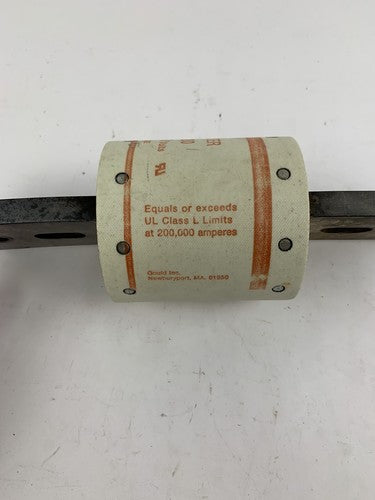 Equals or exceeds
UL Class L Limits
at 200,000 amperes
Gould Inc.
Newburyport, MA. 01950